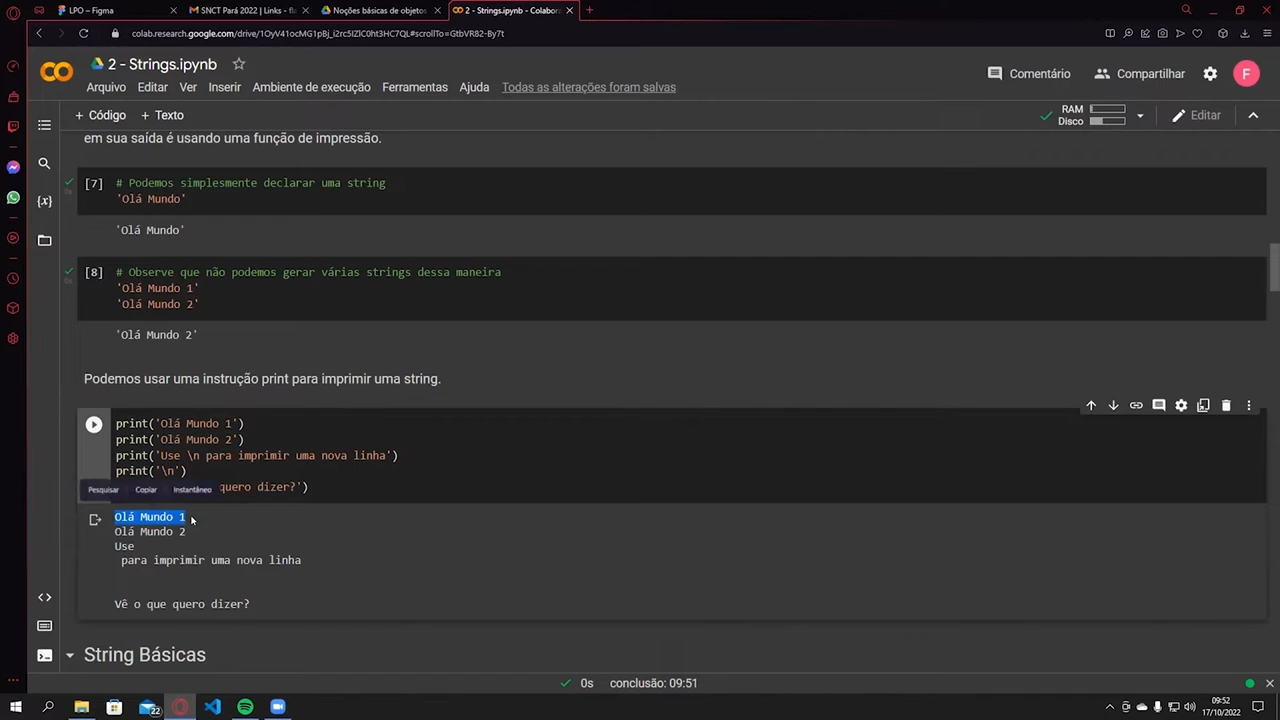 LPO – Figma
SNCT Pará 2022 | Links - fla
Noções básicas de objetos
2 - Strings.ipynb - Colabor
colab.research.google.com/drive/1OyV41ocMG1pBj_i2rc5IZlC0ht3HC7QL#scrollTo=GtbVR82-By7t
2 - Strings.ipynb
Comentário
Compartilhar
F
Arquivo Editar Ver Inserir Ambiente de execução Ferramentas Ajuda Todas as alterações foram salvas
+ Código + Texto
RAM
Disco
Editar
em sua saída é usando uma função de impressão.
[7] # Podemos simplesmente declarar uma string
0s
'Olá Mundo'
'Olá Mundo'
[8] # Observe que não podemos gerar várias strings dessa maneira
0s
'Olá Mundo 1'
'Olá Mundo 2'
'Olá Mundo 2'
Podemos usar uma instrução print para imprimir uma string.
print('Olá Mundo 1')
print('Olá Mundo 2')
print('Use \n para imprimir uma nova linha')
print('\n')
quero dizer?')
Pesquisar Copiar Instantâneo
Olá Mundo 1
Olá Mundo 2
Use
para imprimir uma nova linha
Vê o que quero dizer?
String Básicas
0s conclusão: 09:51
22
09:52
17/10/2022